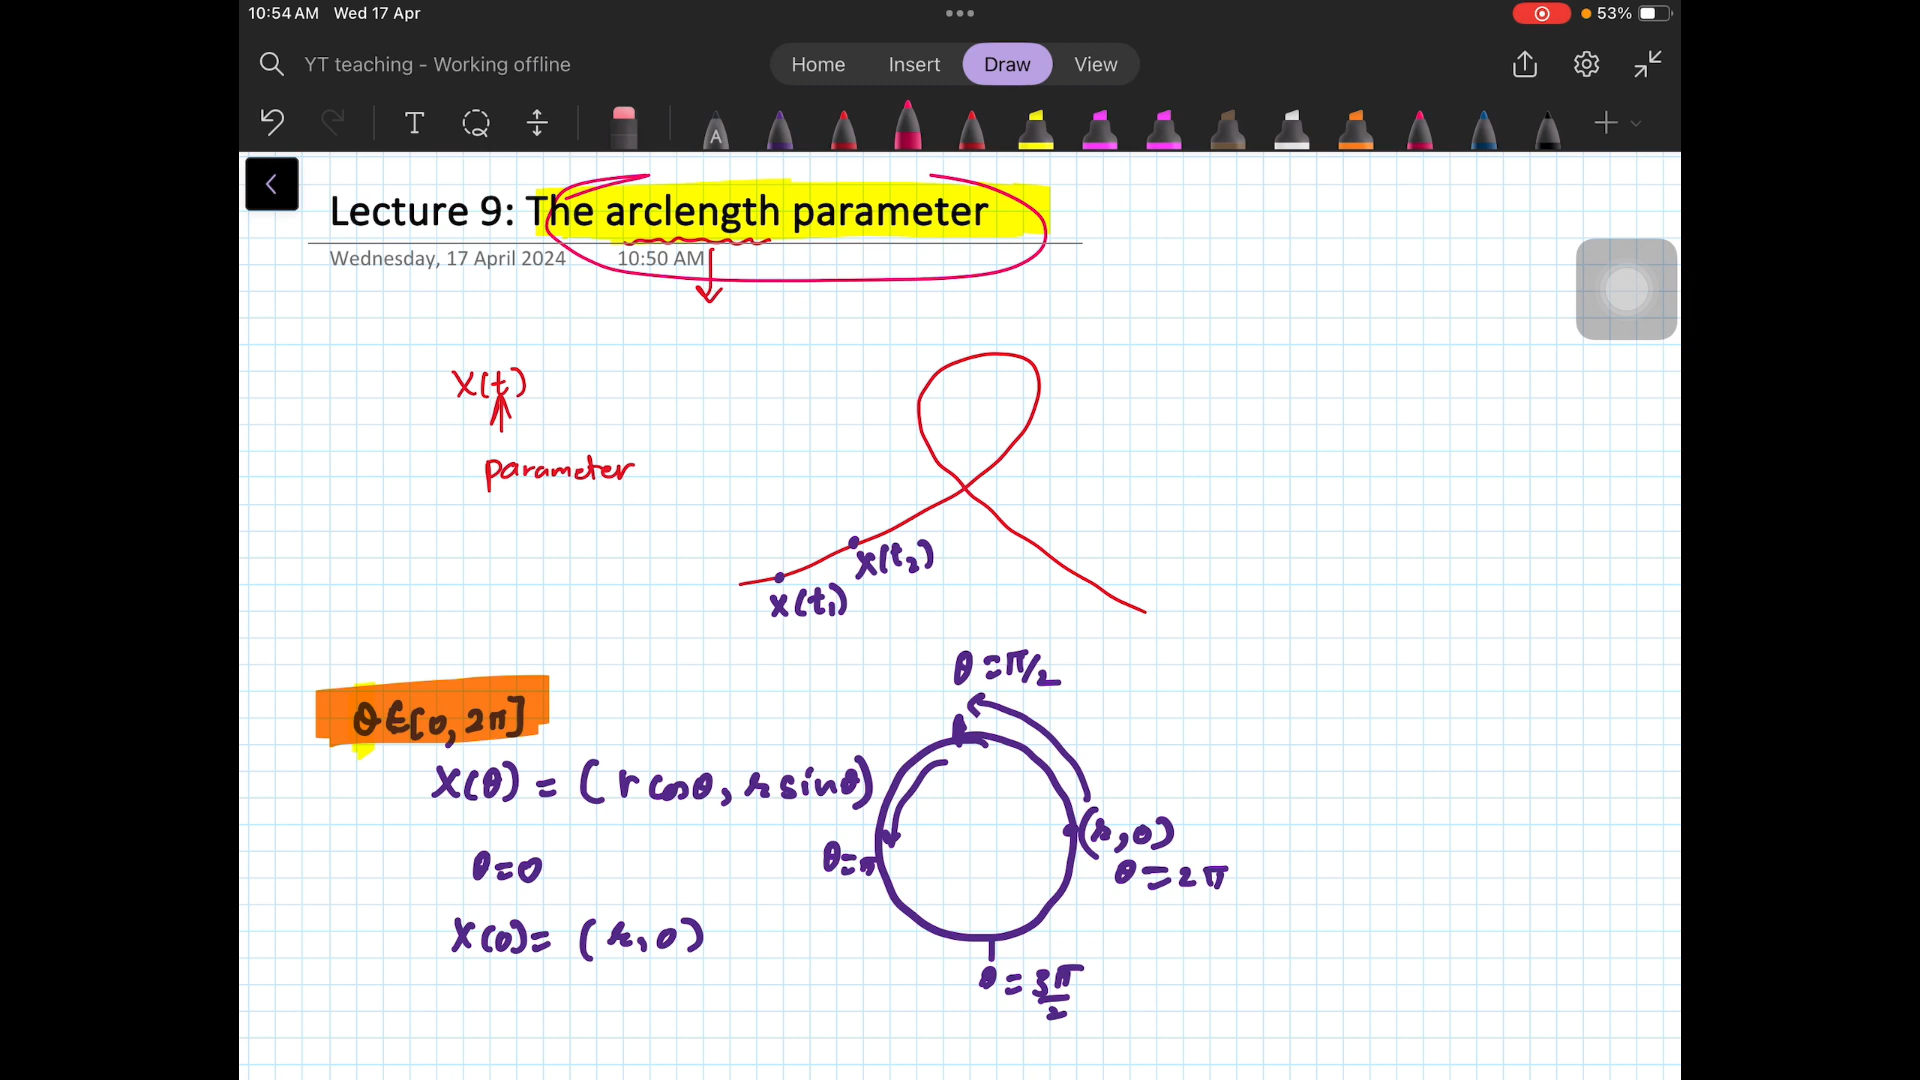 10:54 AM Wed 17 Apr
53%
YT teaching - Working offline
Home Insert Draw View
T
A
Lecture 9: The arclength parameter
Wednesday, 17 April 2024 10:50 AM
X(t)
parameter
X(t₂)
X(t₁)
θ = π/2
θ ∈ [0, 2π]
X(θ) = (r cosθ, r sinθ)
(r, 0)
θ = π
θ = 2π
θ = 0
X(0) = (r, 0)
θ = 3π/2